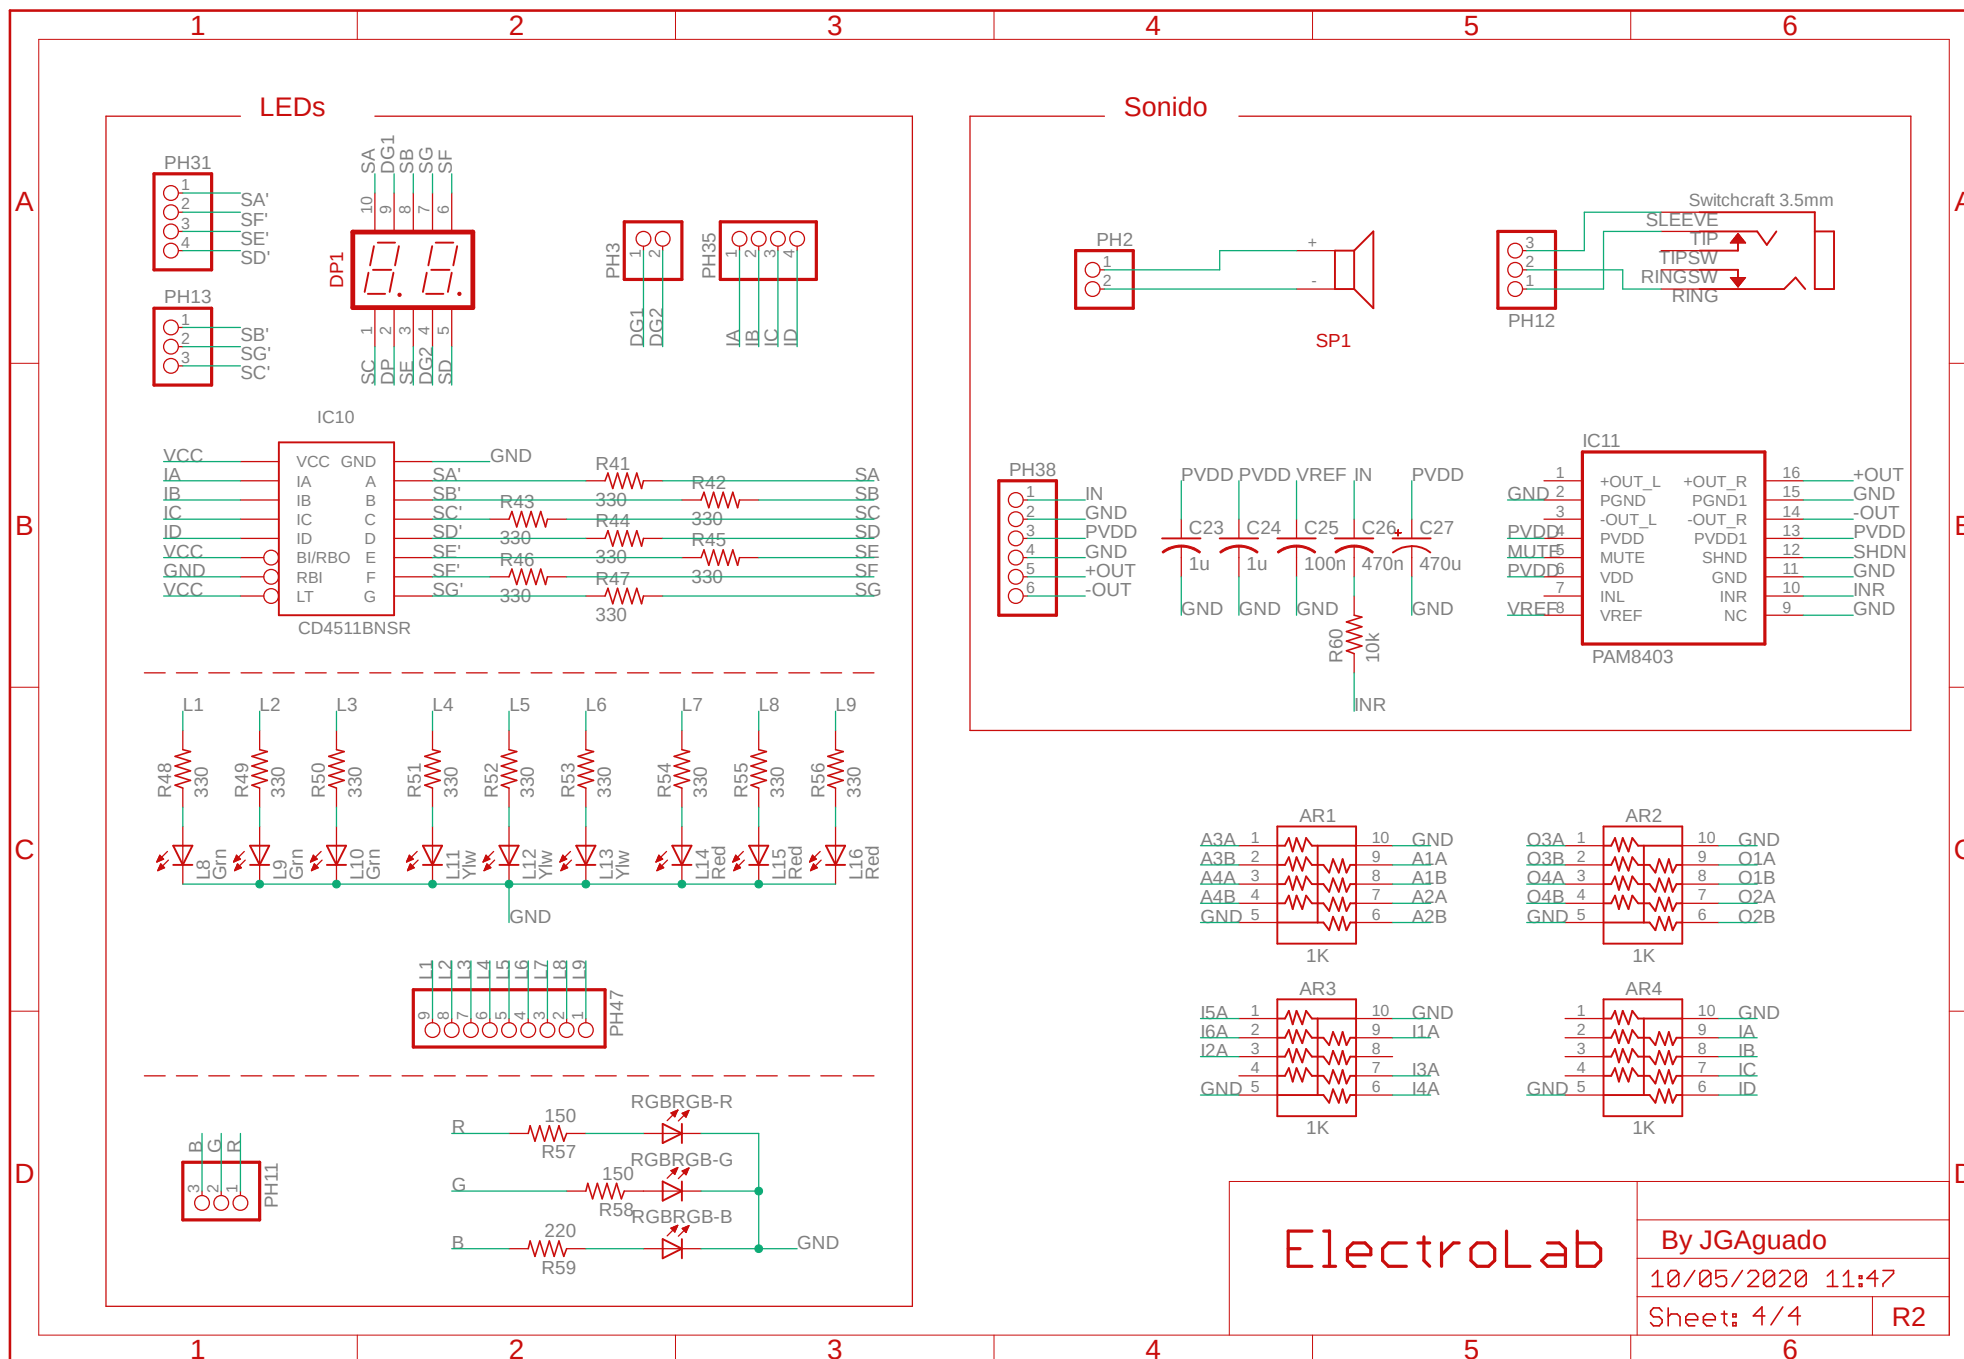 1 2 3 4 5 6
LEDs
Sonido
A
B
C
D
PH31
1 SA'
2 SF'
3 SE'
4 SD'
PH13
1 SB'
2 SG'
3 SC'
SA DG1 SB SG SF
10 9 8 7 6
DP1
1 2 3 4 5
SC DP SE DG2 SD
PH3
1 2
DG1 DG2
PH35
1 2 3 4
IA IB IC ID
IC10
VCC VCC GND GND
IA IA A SA' R41 330 SA
IB IB B SB' R42 330 SB
IC IC C SC' R43 330 SC
ID ID D SD' R44 330 SD
VCC BI/RBO E SE' R45 330 SE
GND RBI F SF' R46 330 SF
VCC LT G SG' R47 330 SG
CD4511BNSR
L1 L2 L3 L4 L5 L6 L7 L8 L9
R48 330 R49 330 R50 330 R51 330 R52 330 R53 330 R54 330 R55 330 R56 330
L8 Grn L9 Grn L10 Grn L11 Ylw L12 Ylw L13 Ylw L14 Red L15 Red L16 Red
GND
L1 L2 L3 L4 L5 L6 L7 L8 L9
9 8 7 6 5 4 3 2 1
PH47
B G R
3 2 1
PH11
R 150 R57 RGBRGB-R
G 150 R58 RGBRGB-G
B 220 R59 RGBRGB-B
GND
PH2
1
2
+
-
SP1
Switchcraft 3.5mm
SLEEVE
TIP
TIPSW
RINGSW
RING
3
2
1
PH12
PH38
1 IN
2 GND
3 PVDD
4 GND
5 +OUT
6 -OUT
PVDD PVDD VREF IN PVDD
C23 C24 C25 C26 + C27
1u 1u 100n 470n 470u
GND GND GND GND
R60 10k
INR
IC11
1 +OUT_L +OUT_R 16 +OUT
GND 2 PGND PGND1 15 GND
3 -OUT_L -OUT_R 14 -OUT
PVDD 4 PVDD PVDD1 13 PVDD
MUTE 5 MUTE SHND 12 SHDN
PVDD 6 VDD GND 11 GND
7 INL INR 10 INR
VREF 8 VREF NC 9 GND
PAM8403
AR1
A3A 1 10 GND
A3B 2 9 A1A
A4A 3 8 A1B
A4B 4 7 A2A
GND 5 6 A2B
1K
AR2
O3A 1 10 GND
O3B 2 9 O1A
O4A 3 8 O1B
O4B 4 7 O2A
GND 5 6 O2B
1K
AR3
I5A 1 10 GND
I6A 2 9 I1A
I2A 3 8
4 7 I3A
GND 5 6 I4A
1K
AR4
1 10 GND
2 9 IA
3 8 IB
4 7 IC
GND 5 6 ID
1K
ElectroLab
By JGAguado
10/05/2020 11:47
Sheet: 4/4 R2
A
B
C
D
1 2 3 4 5 6